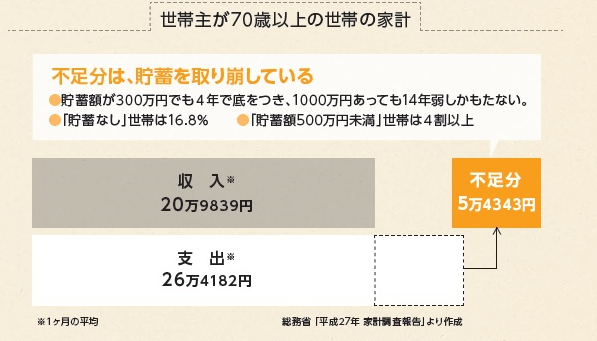 世帯主が70歳以上の世帯の家計
不足分は、貯蓄を取り崩している
●貯蓄額が300万円でも4年で底をつき、1000万円あっても14年弱しかもたない。
●「貯蓄なし」世帯は16.8% ●「貯蓄額500万円未満」世帯は4割以上
収 入※
20万9839円
不足分
5万4343円
支 出※
26万4182円
※1ヶ月の平均
総務省「平成27年 家計調査報告」より作成